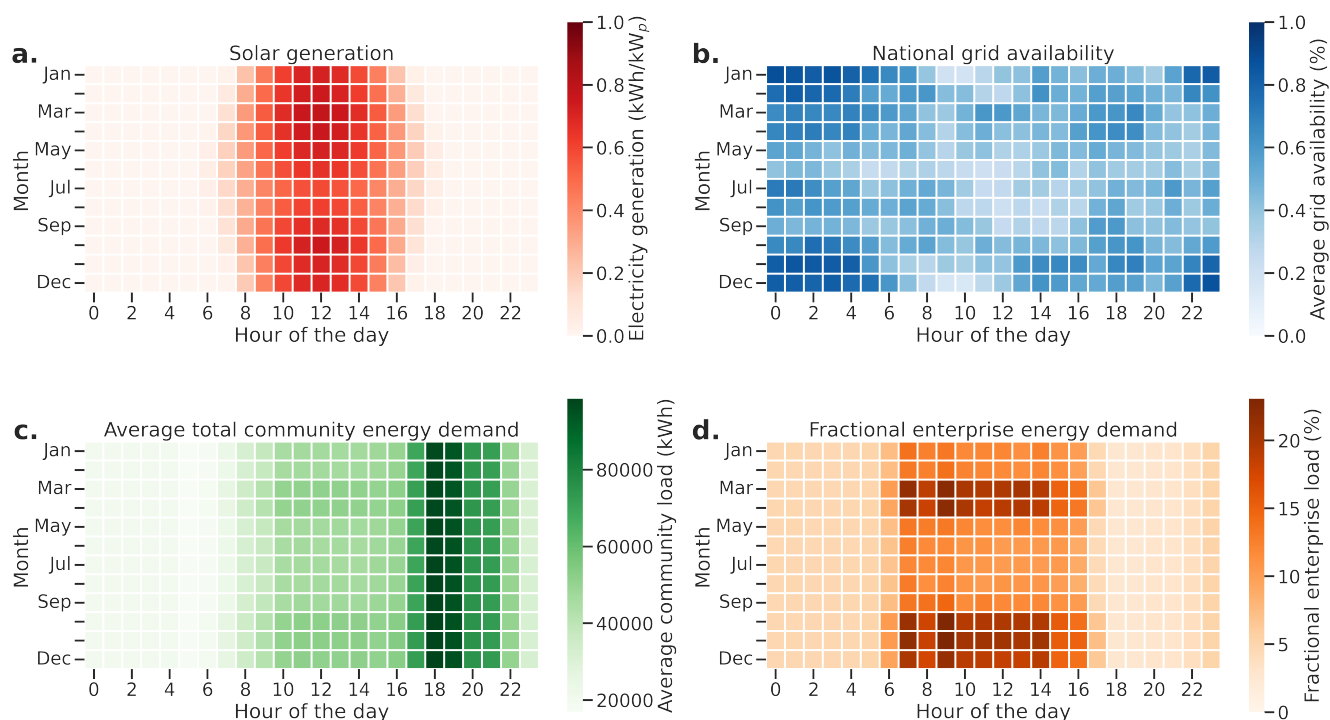 a.
Solar generation
Jan
Mar
May
Jul
Sep
Dec
Month
0 2 4 6 8 10 12 14 16 18 20 22
Hour of the day
1.0
0.8
0.6
0.4
0.2
0.0
Electricity generation (kWh/kWp)
b.
National grid availability
Jan
Mar
May
Jul
Sep
Dec
Month
0 2 4 6 8 10 12 14 16 18 20 22
Hour of the day
1.0
0.8
0.6
0.4
0.2
0.0
Average grid availability (%)
c.
Average total community energy demand
Jan
Mar
May
Jul
Sep
Dec
Month
0 2 4 6 8 10 12 14 16 18 20 22
Hour of the day
80000
60000
40000
20000
Average community load (kWh)
d.
Fractional enterprise energy demand
Jan
Mar
May
Jul
Sep
Dec
Month
0 2 4 6 8 10 12 14 16 18 20 22
Hour of the day
20
15
10
5
0
Fractional enterprise load (%)